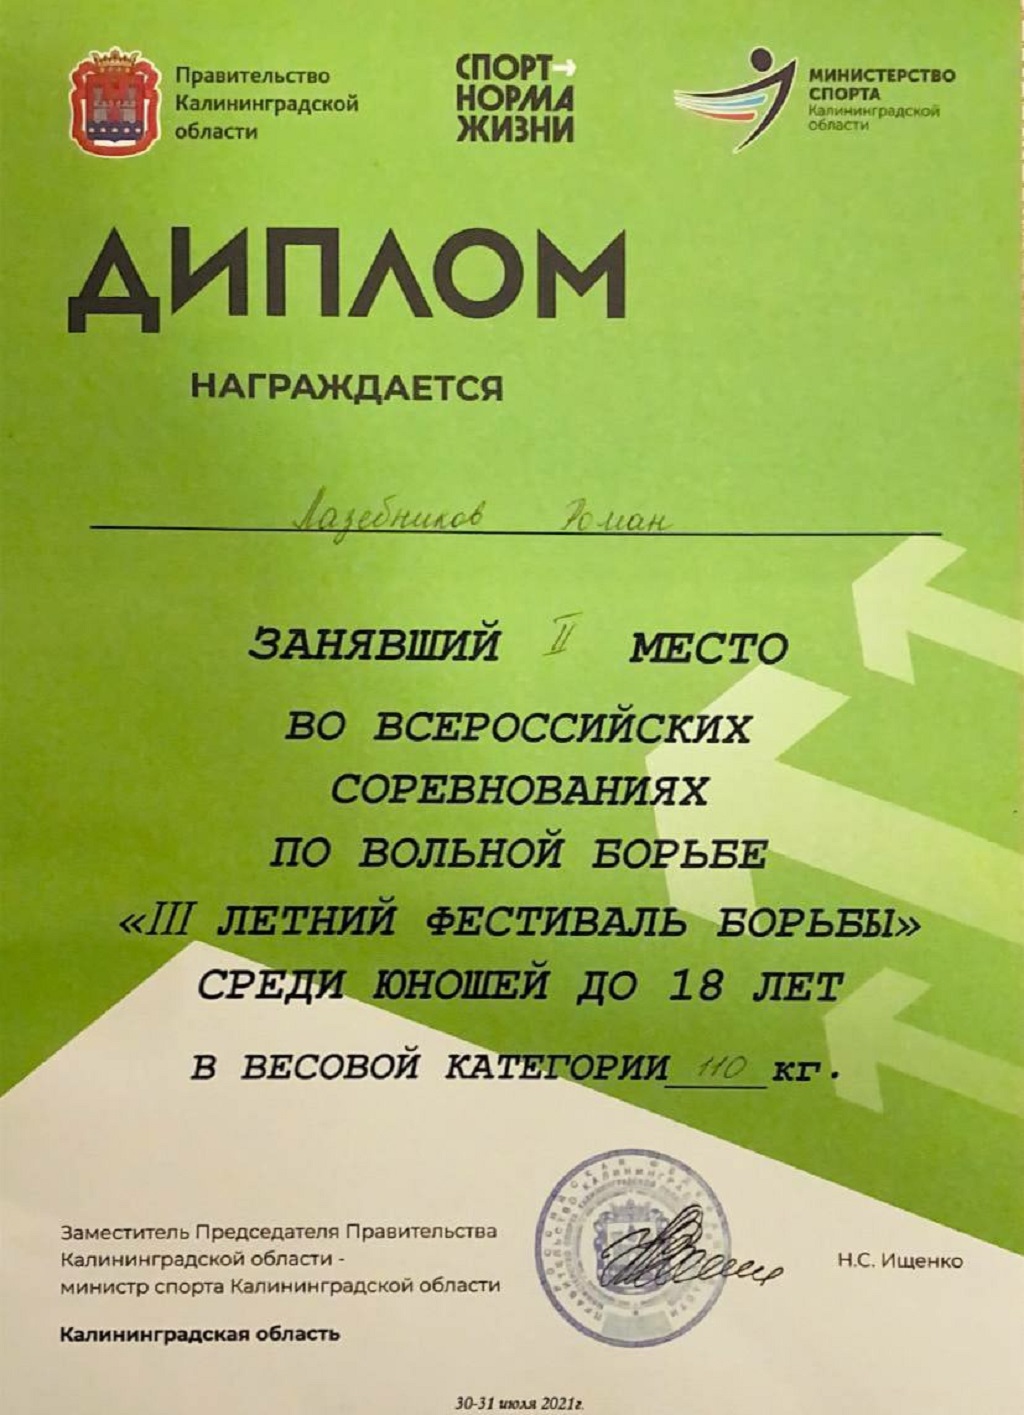 Правительство
Калининградской
области
СПОРТ→
НОРМА
ЖИЗНИ
МИНИСТЕРСТВО
СПОРТА
Калининградской
области
ДИПЛОМ
НАГРАЖДАЕТСЯ
Лазебников Роман
ЗАНЯВШИЙ II МЕСТО
ВО ВСЕРОССИЙСКИХ
СОРЕВНОВАНИЯХ
ПО ВОЛЬНОЙ БОРЬБЕ
«III ЛЕТНИЙ ФЕСТИВАЛЬ БОРЬБЫ»
СРЕДИ ЮНОШЕЙ ДО 18 ЛЕТ
В ВЕСОВОЙ КАТЕГОРИИ 110 кг.
Заместитель Председателя Правительства
Калининградской области -
министр спорта Калининградской области
Н.С. Ищенко
Калининградская область
30-31 июля 2021г.